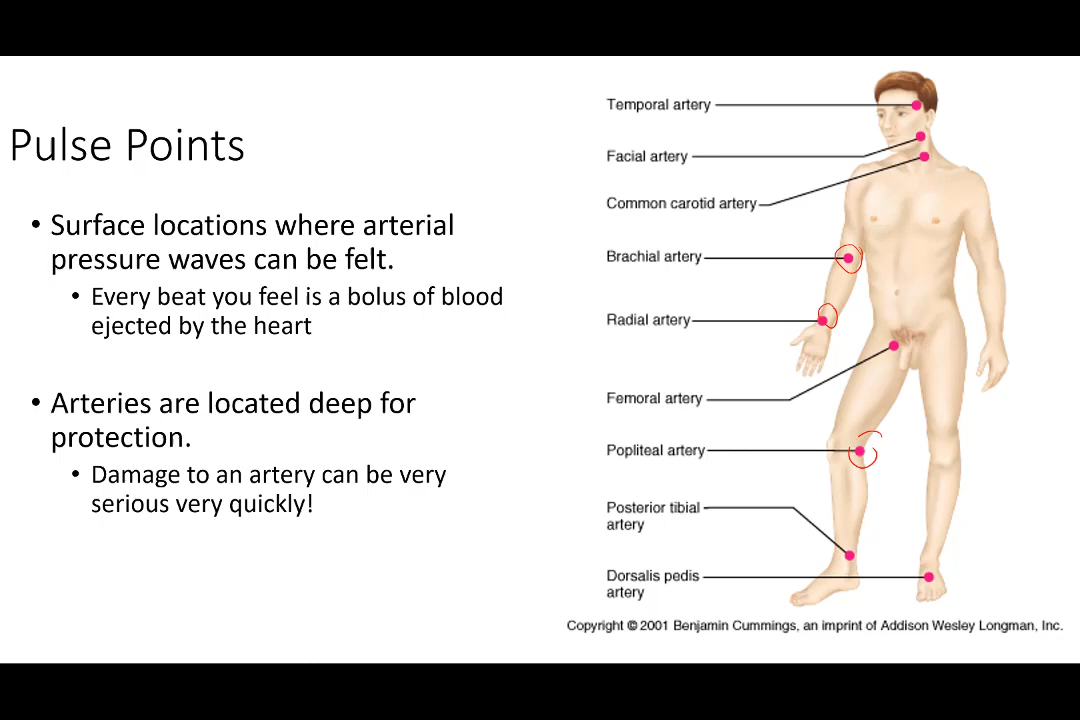 Pulse Points
• Surface locations where arterial
pressure waves can be felt.
• Every beat you feel is a bolus of blood
ejected by the heart
• Arteries are located deep for
protection.
• Damage to an artery can be very
serious very quickly!
Temporal artery
Facial artery
Common carotid artery
Brachial artery
Radial artery
Femoral artery
Popliteal artery
Posterior tibial
artery
Dorsalis pedis
artery
Copyright © 2001 Benjamin Cummings, an imprint of Addison Wesley Longman, Inc.